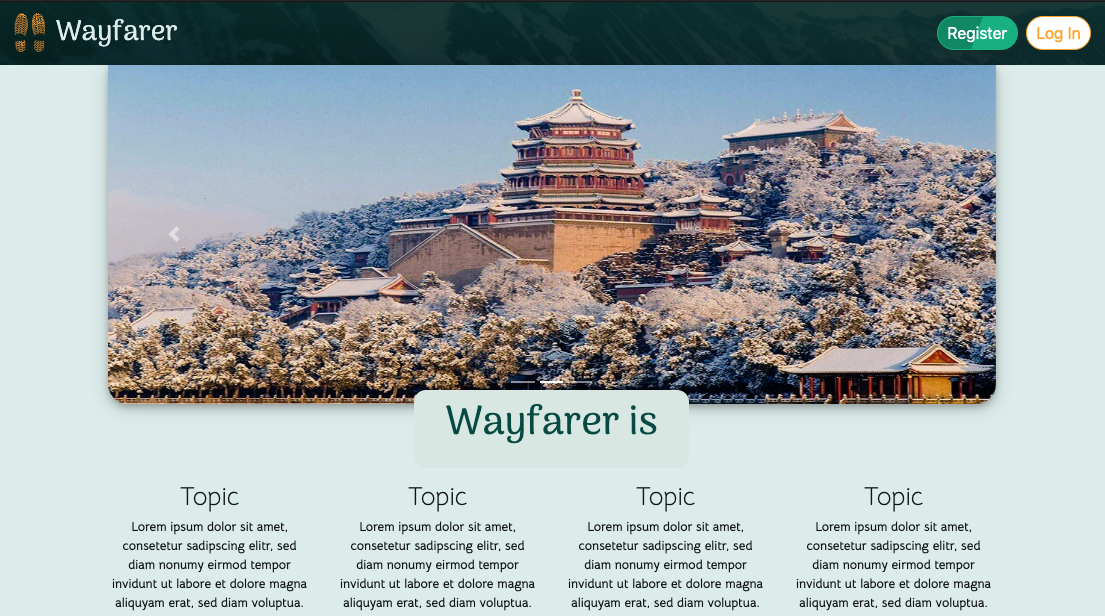 Wayfarer
Register
Log In
Wayfarer is
Topic
Lorem ipsum dolor sit amet,
consetetur sadipscing elitr, sed
diam nonumy eirmod tempor
invidunt ut labore et dolore magna
aliquyam erat, sed diam voluptua.
Topic
Lorem ipsum dolor sit amet,
consetetur sadipscing elitr, sed
diam nonumy eirmod tempor
invidunt ut labore et dolore magna
aliquyam erat, sed diam voluptua.
Topic
Lorem ipsum dolor sit amet,
consetetur sadipscing elitr, sed
diam nonumy eirmod tempor
invidunt ut labore et dolore magna
aliquyam erat, sed diam voluptua.
Topic
Lorem ipsum dolor sit amet,
consetetur sadipscing elitr, sed
diam nonumy eirmod tempor
invidunt ut labore et dolore magna
aliquyam erat, sed diam voluptua.